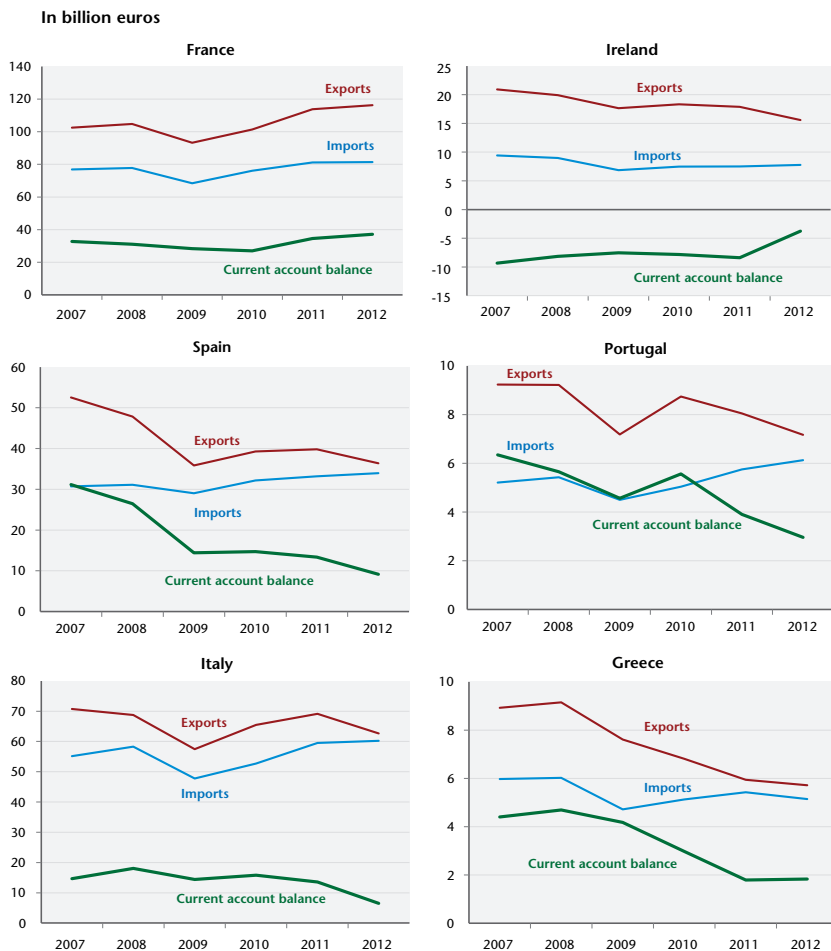 In billion euros
France
140
120
100
80
60
40
20
0
Exports
Imports
Current account balance
2007 2008 2009 2010 2011 2012
Ireland
25
20
15
10
5
0
-5
-10
-15
Exports
Imports
Current account balance
2007 2008 2009 2010 2011 2012
Spain
60
50
40
30
20
10
0
Exports
Imports
Current account balance
2007 2008 2009 2010 2011 2012
Portugal
10
8
6
4
2
0
Exports
Imports
Current account balance
2007 2008 2009 2010 2011 2012
Italy
80
70
60
50
40
30
20
10
0
Exports
Imports
Current account balance
2007 2008 2009 2010 2011 2012
Greece
10
8
6
4
2
0
Exports
Imports
Current account balance
2007 2008 2009 2010 2011 2012